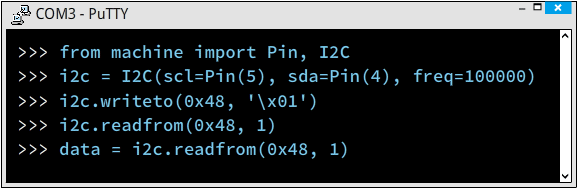 COM3 - PuTTY
>>> from machine import Pin, I2C
>>> i2c = I2C(scl=Pin(5), sda=Pin(4), freq=100000)
>>> i2c.writeto(0x48, '\x01')
>>> i2c.readfrom(0x48, 1)
>>> data = i2c.readfrom(0x48, 1)